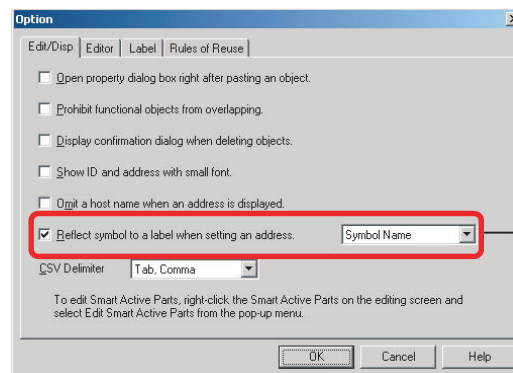 Option
Edit/Disp Editor Label Rules of Reuse
Open property dialog box right after pasting an object.
Prohibit functional objects from overlapping.
Display confirmation dialog when deleting objects.
Show ID and address with small font.
Omit a host name when an address is displayed.
Reflect symbol to a label when setting an address. Symbol Name
CSV Delimiter Tab, Comma
To edit Smart Active Parts, right-click the Smart Active Parts on the editing screen and
select Edit Smart Active Parts from the pop-up menu.
OK Cancel Help